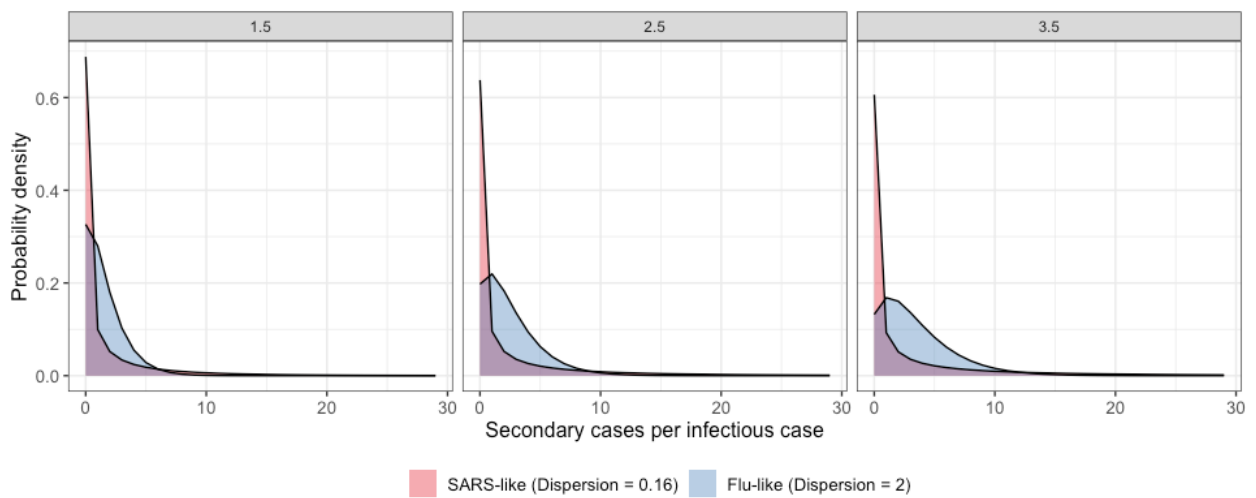 1.5 2.5 3.5
Probability density
0.6
0.4
0.2
0.0
0 10 20 30 0 10 20 30 0 10 20 30
Secondary cases per infectious case
SARS-like (Dispersion = 0.16) Flu-like (Dispersion = 2)